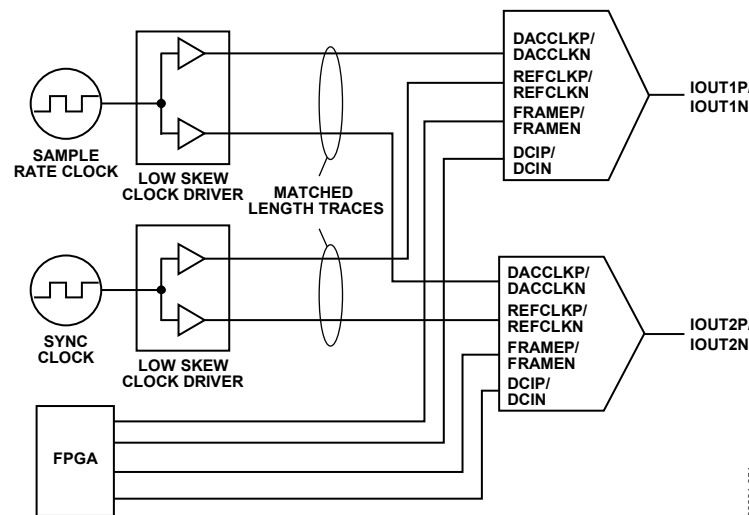 SAMPLE
RATE CLOCK
LOW SKEW
CLOCK DRIVER
MATCHED
LENGTH TRACES
DACCLKP/
DACCLKN
REFCLKP/
REFCLKN
FRAMEP/
FRAMEN
DCIP/
DCIN
IOUT1P/
IOUT1N
SYNC
CLOCK
LOW SKEW
CLOCK DRIVER
DACCLKP/
DACCLKN
REFCLKP/
REFCLKN
FRAMEP/
FRAMEN
DCIP/
DCIN
IOUT2P/
IOUT2N
FPGA